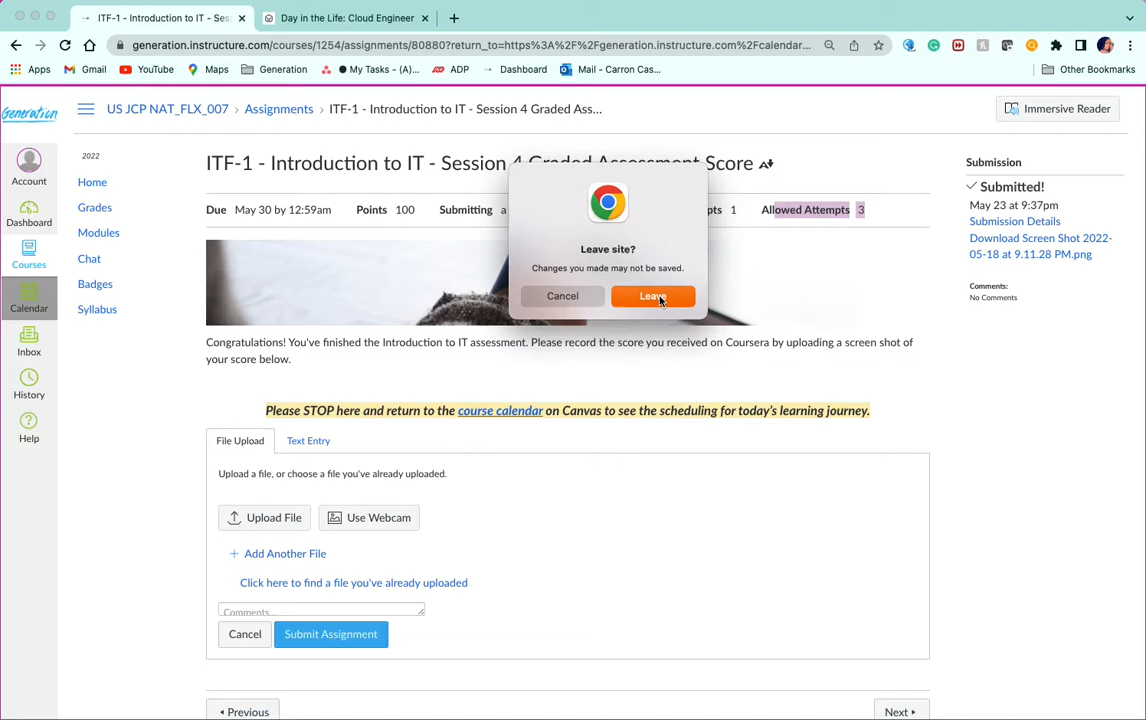 ITF-1 - Introduction to IT - Ses
Day in the Life: Cloud Engineer
generation.instructure.com/courses/1254/assignments/80880?return_to=https%3A%2F%2Fgeneration.instructure.com%2Fcalendar...
Apps Gmail YouTube Maps Generation My Tasks - (A)... ADP Dashboard Mail - Carron Cas... Other Bookmarks
Generation
US JCP NAT_FLX_007 › Assignments › ITF-1 - Introduction to IT - Session 4 Graded Ass...
Immersive Reader
Account
Dashboard
Courses
Calendar
Inbox
History
Help
2022
Home
Grades
Modules
Chat
Badges
Syllabus
ITF-1 - Introduction to IT - Session 4 Graded Assessment Score
Due May 30 by 12:59am Points 100 Submitting a 1 Allowed Attempts 3
Leave site?
Changes you made may not be saved.
Cancel Leave
Congratulations! You've finished the Introduction to IT assessment. Please record the score you received on Coursera by uploading a screen shot of
your score below.
Please STOP here and return to the course calendar on Canvas to see the scheduling for today's learning journey.
File Upload Text Entry
Upload a file, or choose a file you've already uploaded.
Upload File Use Webcam
+ Add Another File
Click here to find a file you've already uploaded
Comments...
Cancel Submit Assignment
Previous
Next
Submission
Submitted!
May 23 at 9:37pm
Submission Details
Download Screen Shot 2022-
05-18 at 9.11.28 PM.png
Comments:
No Comments